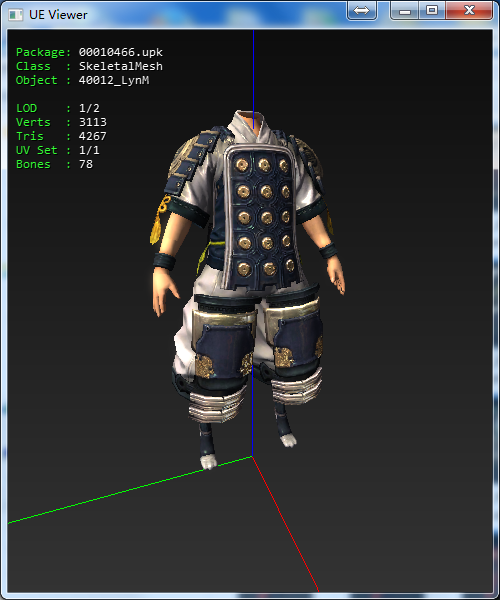 UE Viewer
Package: 00010466.upk
Class : SkeletalMesh
Object : 40012_LynM
LOD : 1/2
Verts : 3113
Tris : 4267
UV Set : 1/1
Bones : 78